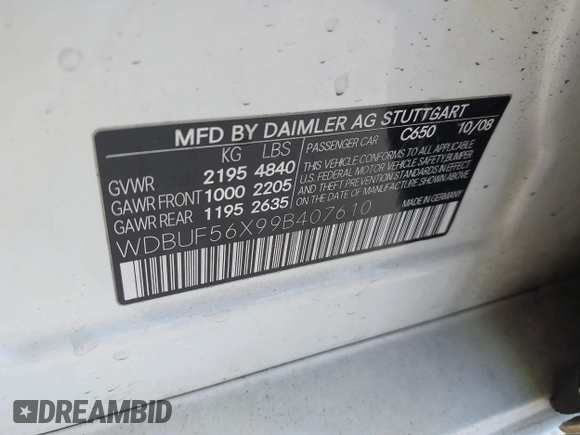 MFD BY DAIMLER AG STUTTGART
KG LBS
GVWR 2195 4840
GAWR FRONT 1000 2205
GAWR REAR 1195 2635
PASSENGER CAR C650 10/08
THIS VEHICLE CONFORMS TO ALL APPLICABLE
U.S. FEDERAL MOTOR VEHICLE SAFETY, BUMPER
AND THEFT PREVENTION STANDARDS
IN EFFECT ON THE DATE OF
MANUFACTURE SHOWN ABOVE
MADE IN GERMANY
WDBUF56X99B407610
DREAMBID